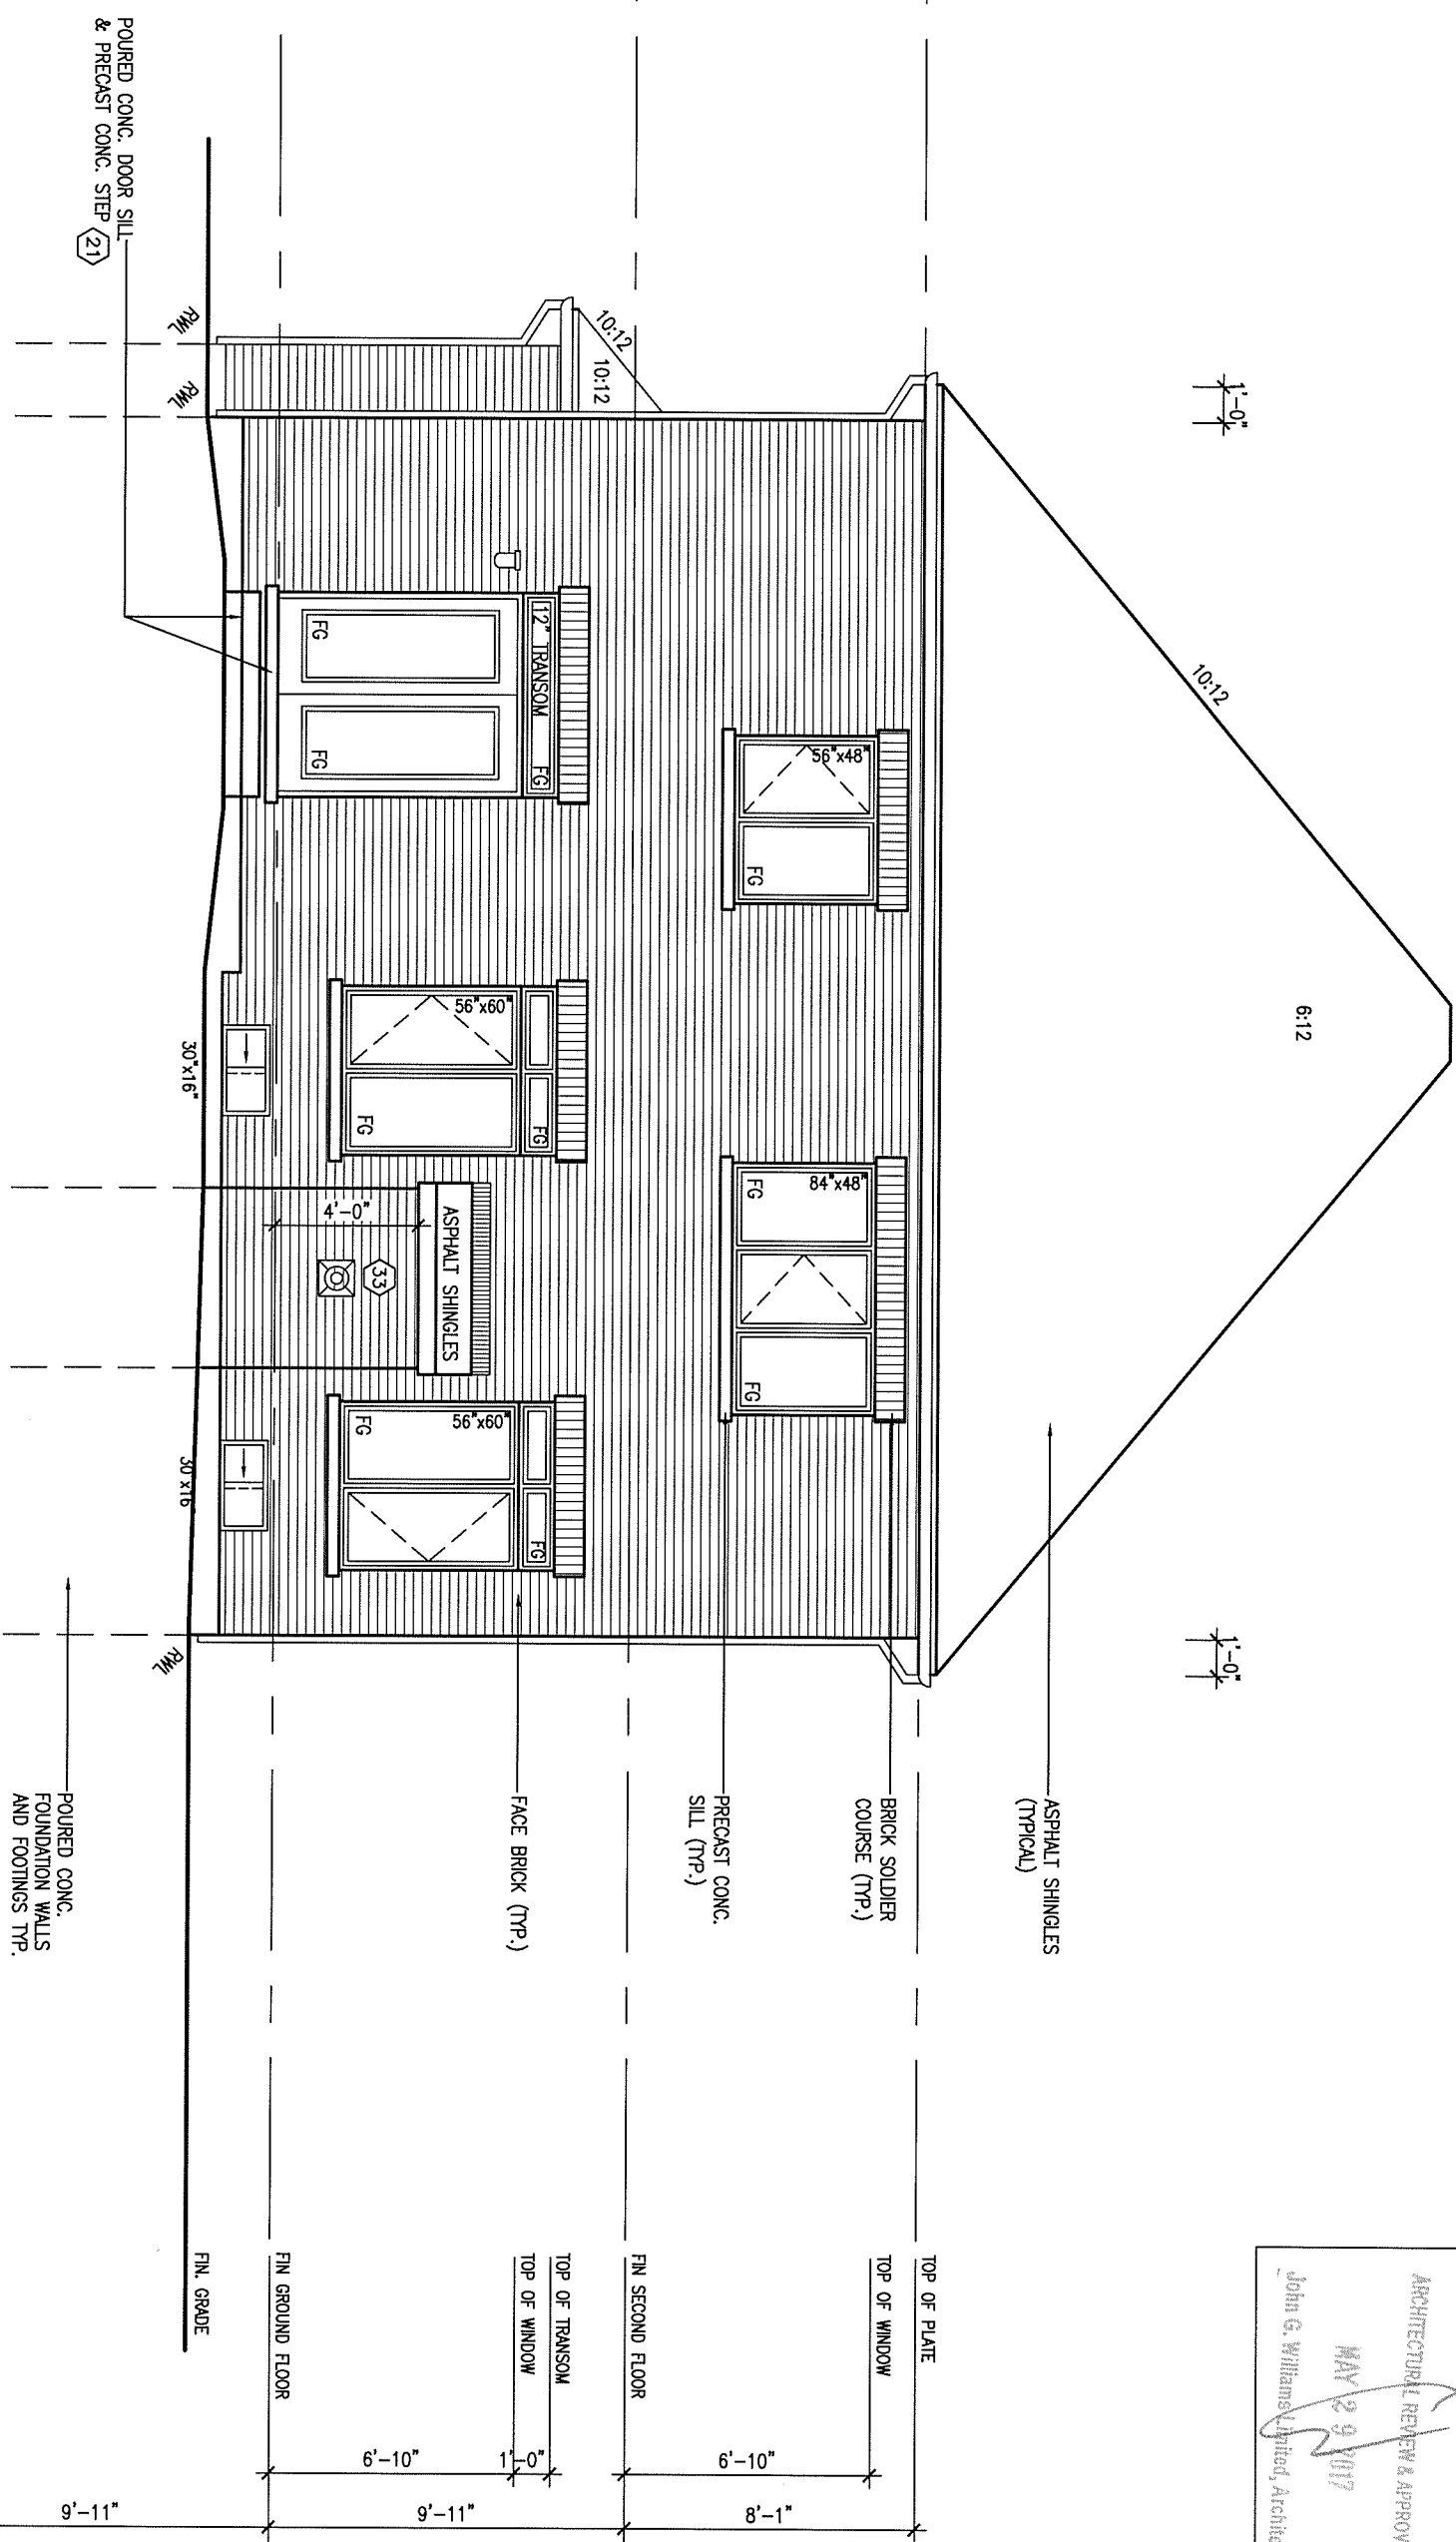 ARCHITECTURAL REVIEW & APPROV
MAY 29 2017
John G. Williams Limited, Archite
1'-0"
1'-0"
6:12
10:12
ASPHALT SHINGLES
(TYPICAL)
BRICK SOLDIER
COURSE (TYP.)
PRECAST CONC.
SILL (TYP.)
FACE BRICK (TYP.)
POURED CONC.
FOUNDATION WALLS
AND FOOTINGS TYP.
TOP OF PLATE
TOP OF WINDOW
FIN SECOND FLOOR
TOP OF TRANSOM
TOP OF WINDOW
FIN GROUND FLOOR
FIN. GRADE
8'-1"
6'-10"
9'-11"
1'-0"
6'-10"
9'-11"
56"x48"
FG
84"x48"
FG
FG
10:12
10:12
12" TRANSOM
FG
FG
FG
56"x60"
FG
FG
ASPHALT SHINGLES
4'-0"
33
56"x60"
FG
FG
30"x16"
30"x16"
RWL
RWL
RWL
POURED CONC. DOOR SILL
& PRECAST CONC. STEP
21